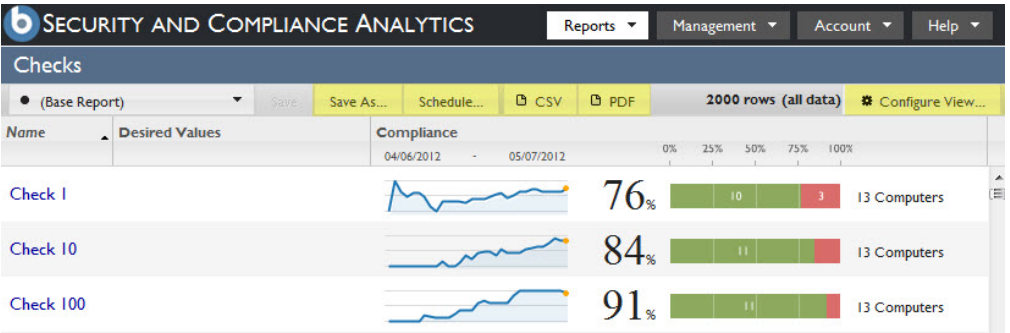 b SECURITY AND COMPLIANCE ANALYTICS Reports Management Account Help
Checks
(Base Report) Save Save As... Schedule... CSV PDF 2000 rows (all data) Configure View...
Name Desired Values Compliance
04/06/2012 - 05/07/2012 0% 25% 50% 75% 100%
Check 1 76% 10 3 13 Computers
Check 10 84% 11 13 Computers
Check 100 91% 11 13 Computers